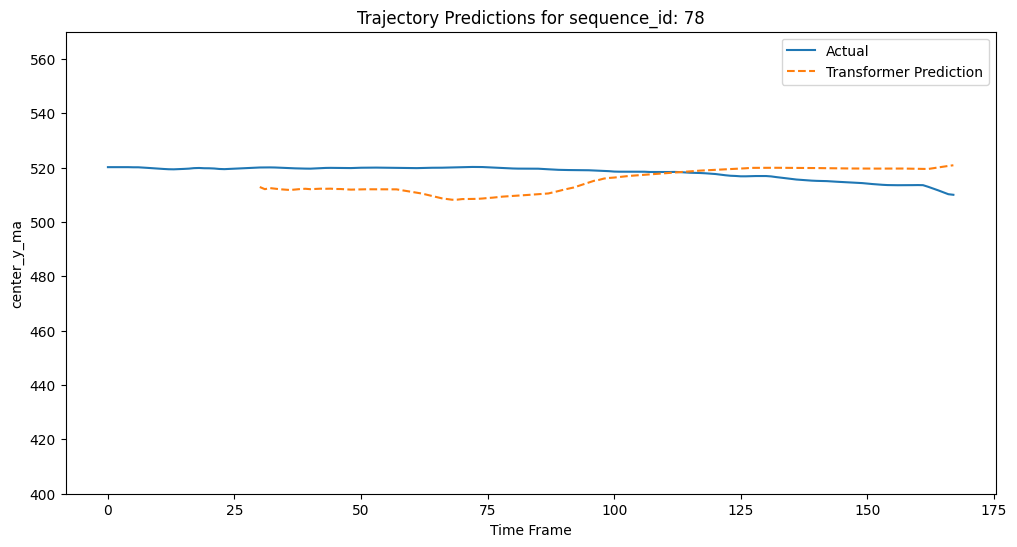 Trajectory Predictions for sequence_id: 78
Actual
Transformer Prediction
center_y_ma
560
540
520
500
480
460
440
420
400
0 25 50 75 100 125 150 175
Time Frame